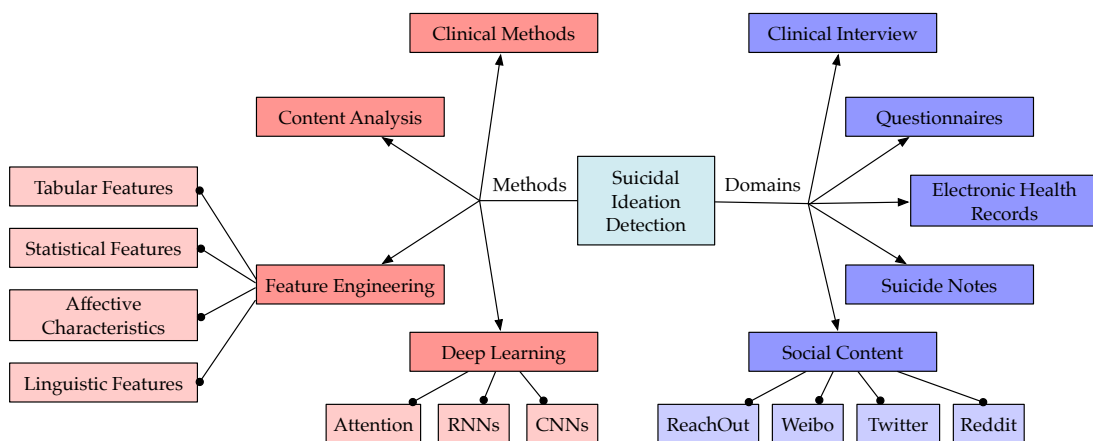 Clinical Methods
Clinical Interview
Content Analysis
Questionnaires
Tabular Features
Methods
Suicidal
Ideation
Detection
Domains
Electronic Health
Records
Statistical Features
Feature Engineering
Suicide Notes
Affective
Characteristics
Deep Learning
Social Content
Linguistic Features
Attention
RNNs
CNNs
ReachOut
Weibo
Twitter
Reddit